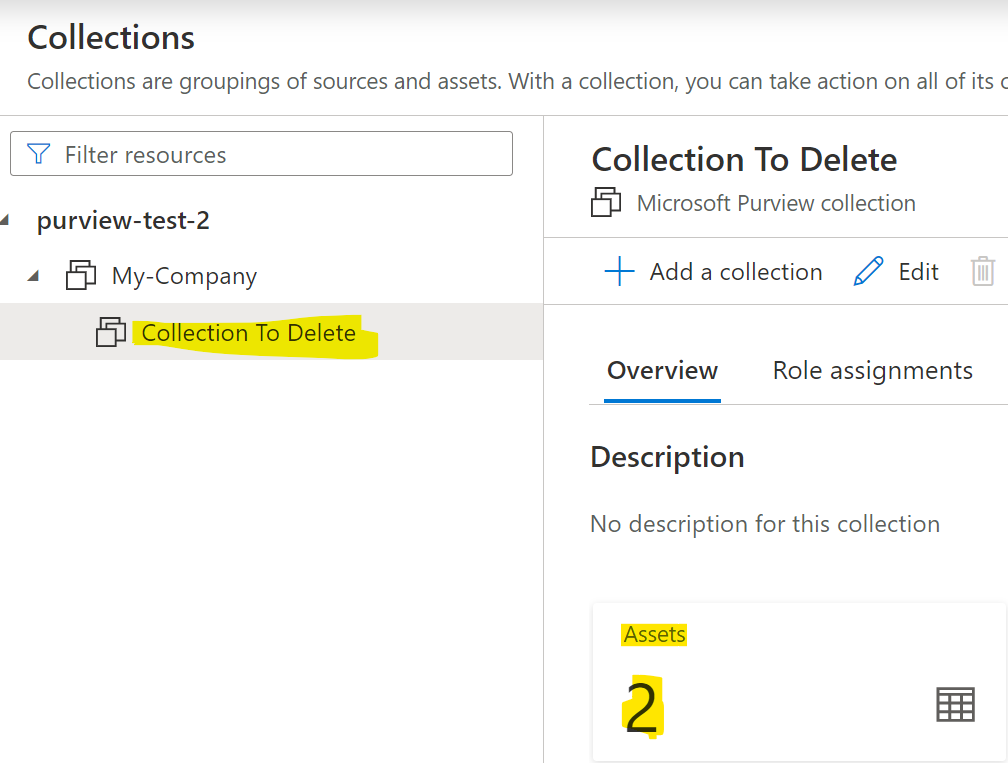 Collections
Collections are groupings of sources and assets. With a collection, you can take action on all of its
Filter resources
purview-test-2
My-Company
Collection To Delete
Collection To Delete
Microsoft Purview collection
Add a collection
Edit
Overview
Role assignments
Description
No description for this collection
Assets
2